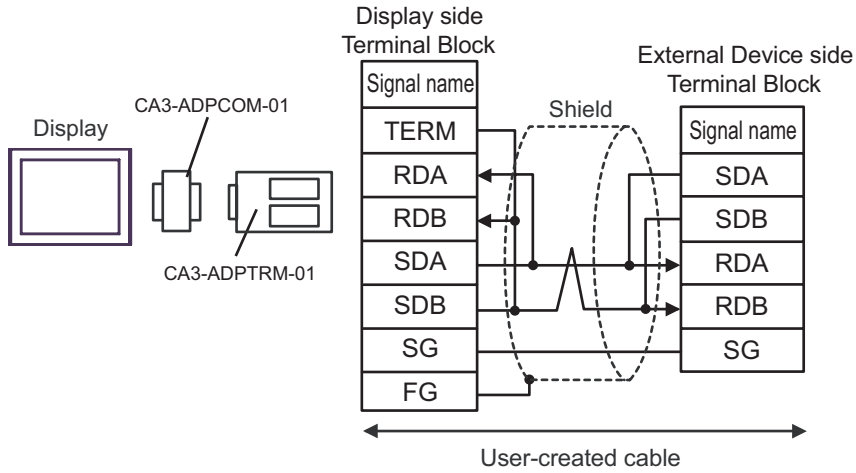 Display side
Terminal Block
External Device side
Terminal Block
CA3-ADPCOM-01
Display
CA3-ADPTRM-01
Shield
Signal name
TERM
RDA
RDB
SDA
SDB
SG
FG
Signal name
SDA
SDB
RDA
RDB
SG
User-created cable